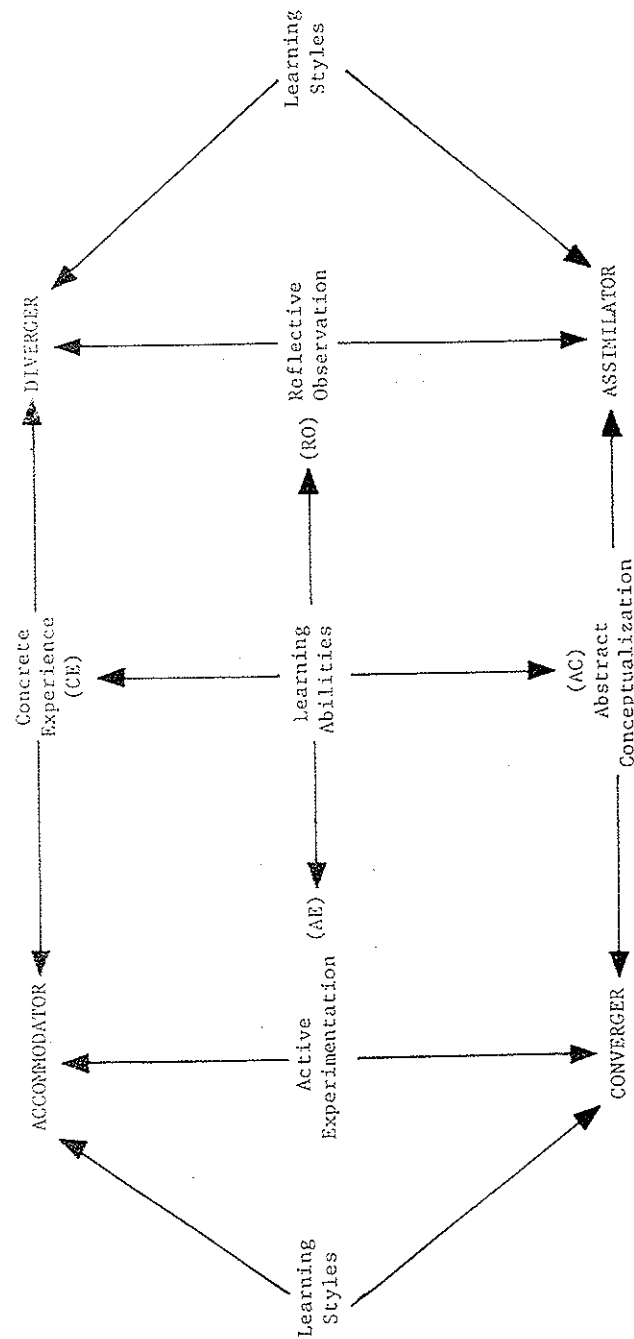 ACCOMMODATOR
Concrete
Experience
(CE)
DIVERGER
Learning
Styles
Active
Experimentation
(AE)
Learning
Abilities
(RO)
Reflective
Observation
Learning
Styles
CONVERGER
(AC)
Abstract
Conceptualization
ASSIMILATOR